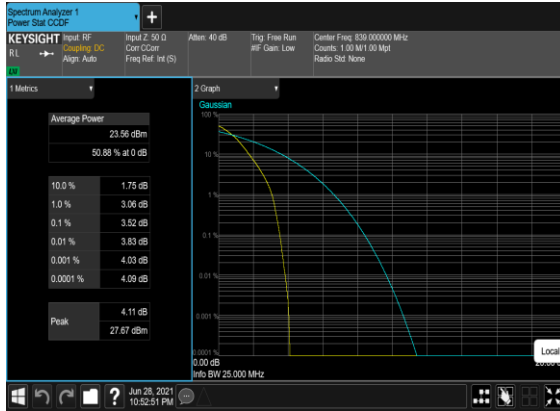 Spectrum Analyzer 1
Power Stat CCDF
+
KEYSIGHT
RL
LU
Input: RF
Coupling: DC
Align: Auto
Input Z: 50 Ω
Corr CCorr
Freq Ref: Int (S)
Atten: 40 dB
Trig: Free Run
#IF Gain: Low
Center Freq: 839.000000 MHz
Counts: 1.00 M/1.00 Mpt
Radio Std: None
1 Metrics
Average Power
23.56 dBm
50.88 % at 0 dB
10.0 % 1.75 dB
1.0 % 3.06 dB
0.1 % 3.52 dB
0.01 % 3.83 dB
0.001 % 4.03 dB
0.0001 % 4.09 dB
Peak 4.11 dB
27.67 dBm
2 Graph
Gaussian
100 %
10 %
1 %
0.1 %
0.01 %
0.001 %
0.0001 %
0.00 dB
Info BW 25.000 MHz
Local
?
Jun 28, 2021
10:52:51 PM